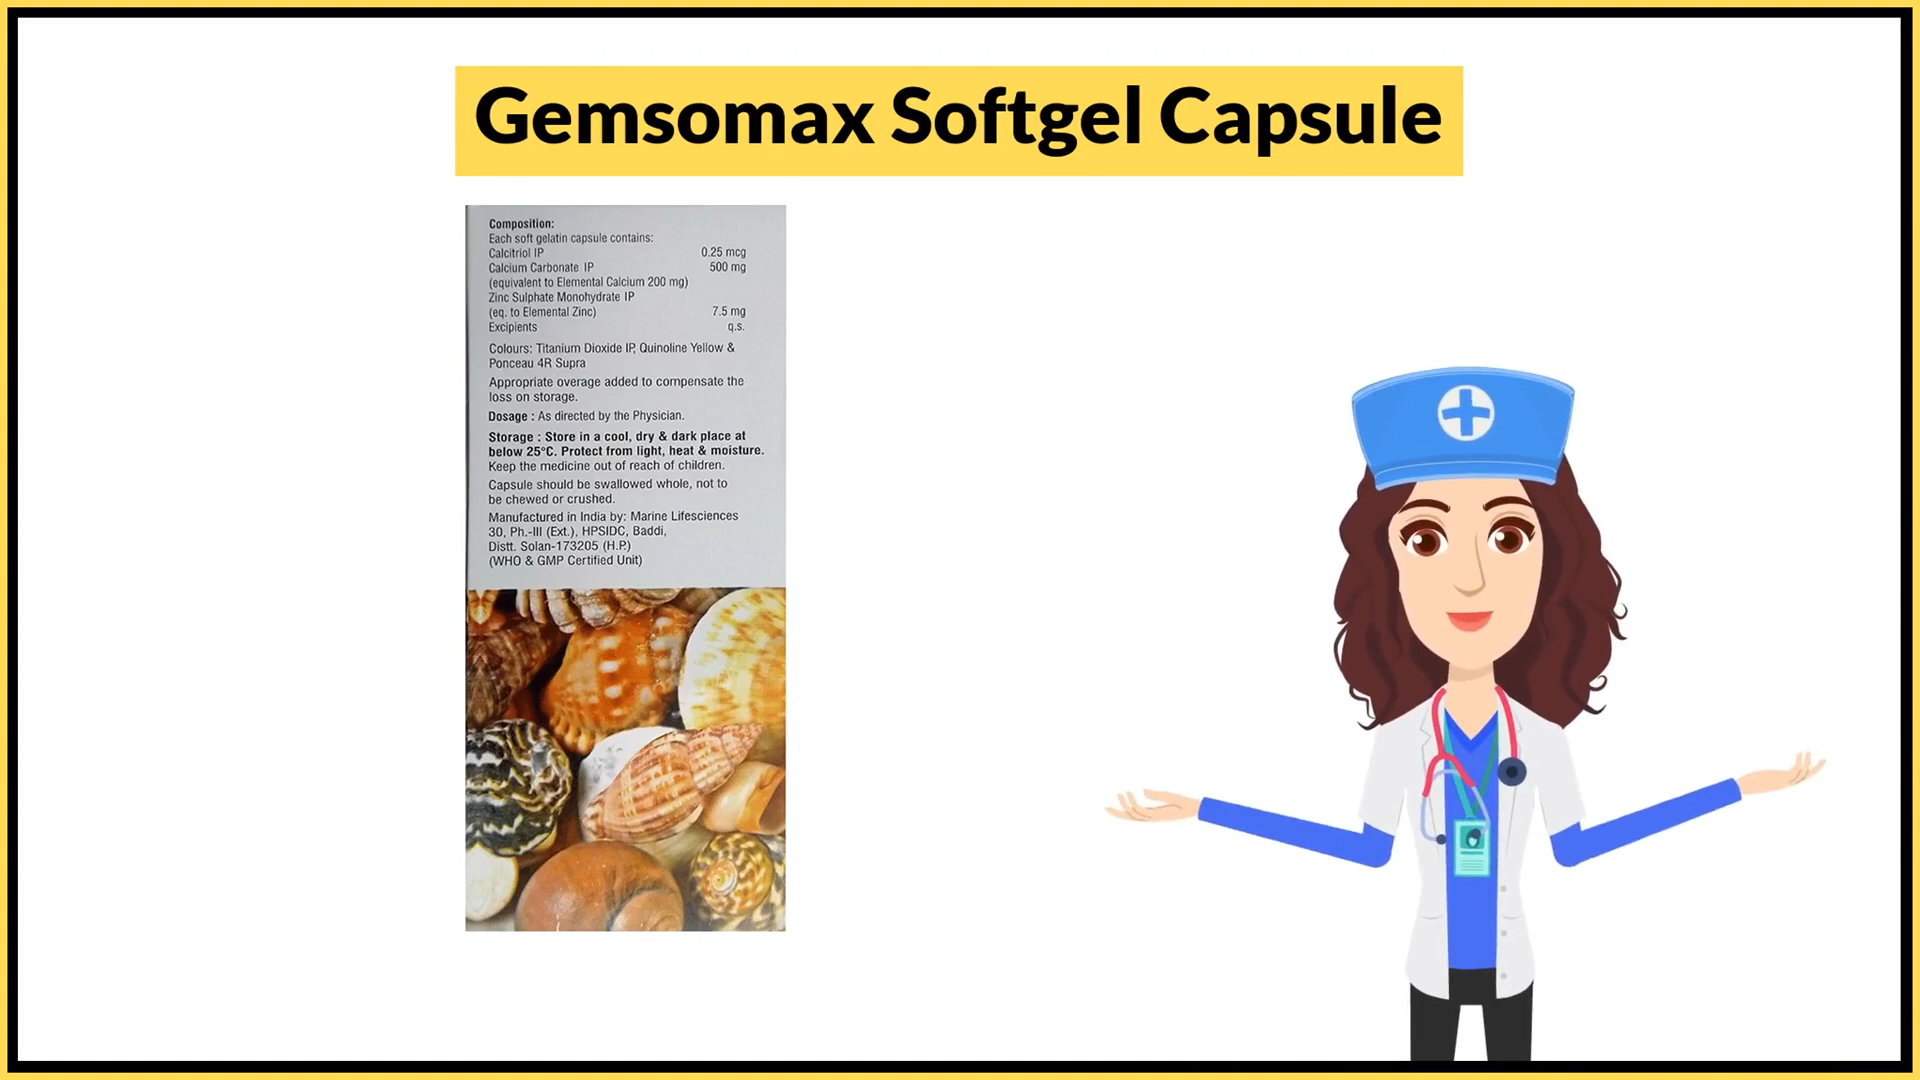 Gemsomax Softgel Capsule
Composition:
Each soft gelatin capsule contains:
Calcitriol IP 0.25 mcg
Calcium Carbonate IP 500 mg
(equivalent to Elemental Calcium 200 mg)
Zinc Sulphate Monohydrate IP
(eq. to Elemental Zinc) 7.5 mg
Excipients q.s.
Colours: Titanium Dioxide IP, Quinoline Yellow &
Ponceau 4R Supra
Appropriate overage added to compensate the
loss on storage.
Dosage : As directed by the Physician.
Storage : Store in a cool, dry & dark place at
below 25°C. Protect from light, heat & moisture.
Keep the medicine out of reach of children.
Capsule should be swallowed whole, not to
be chewed or crushed.
Manufactured in India by: Marine Lifesciences
30, Ph.-III (Ext.), HPSIDC, Baddi,
Distt. Solan-173205 (H.P.)
(WHO & GMP Certified Unit)